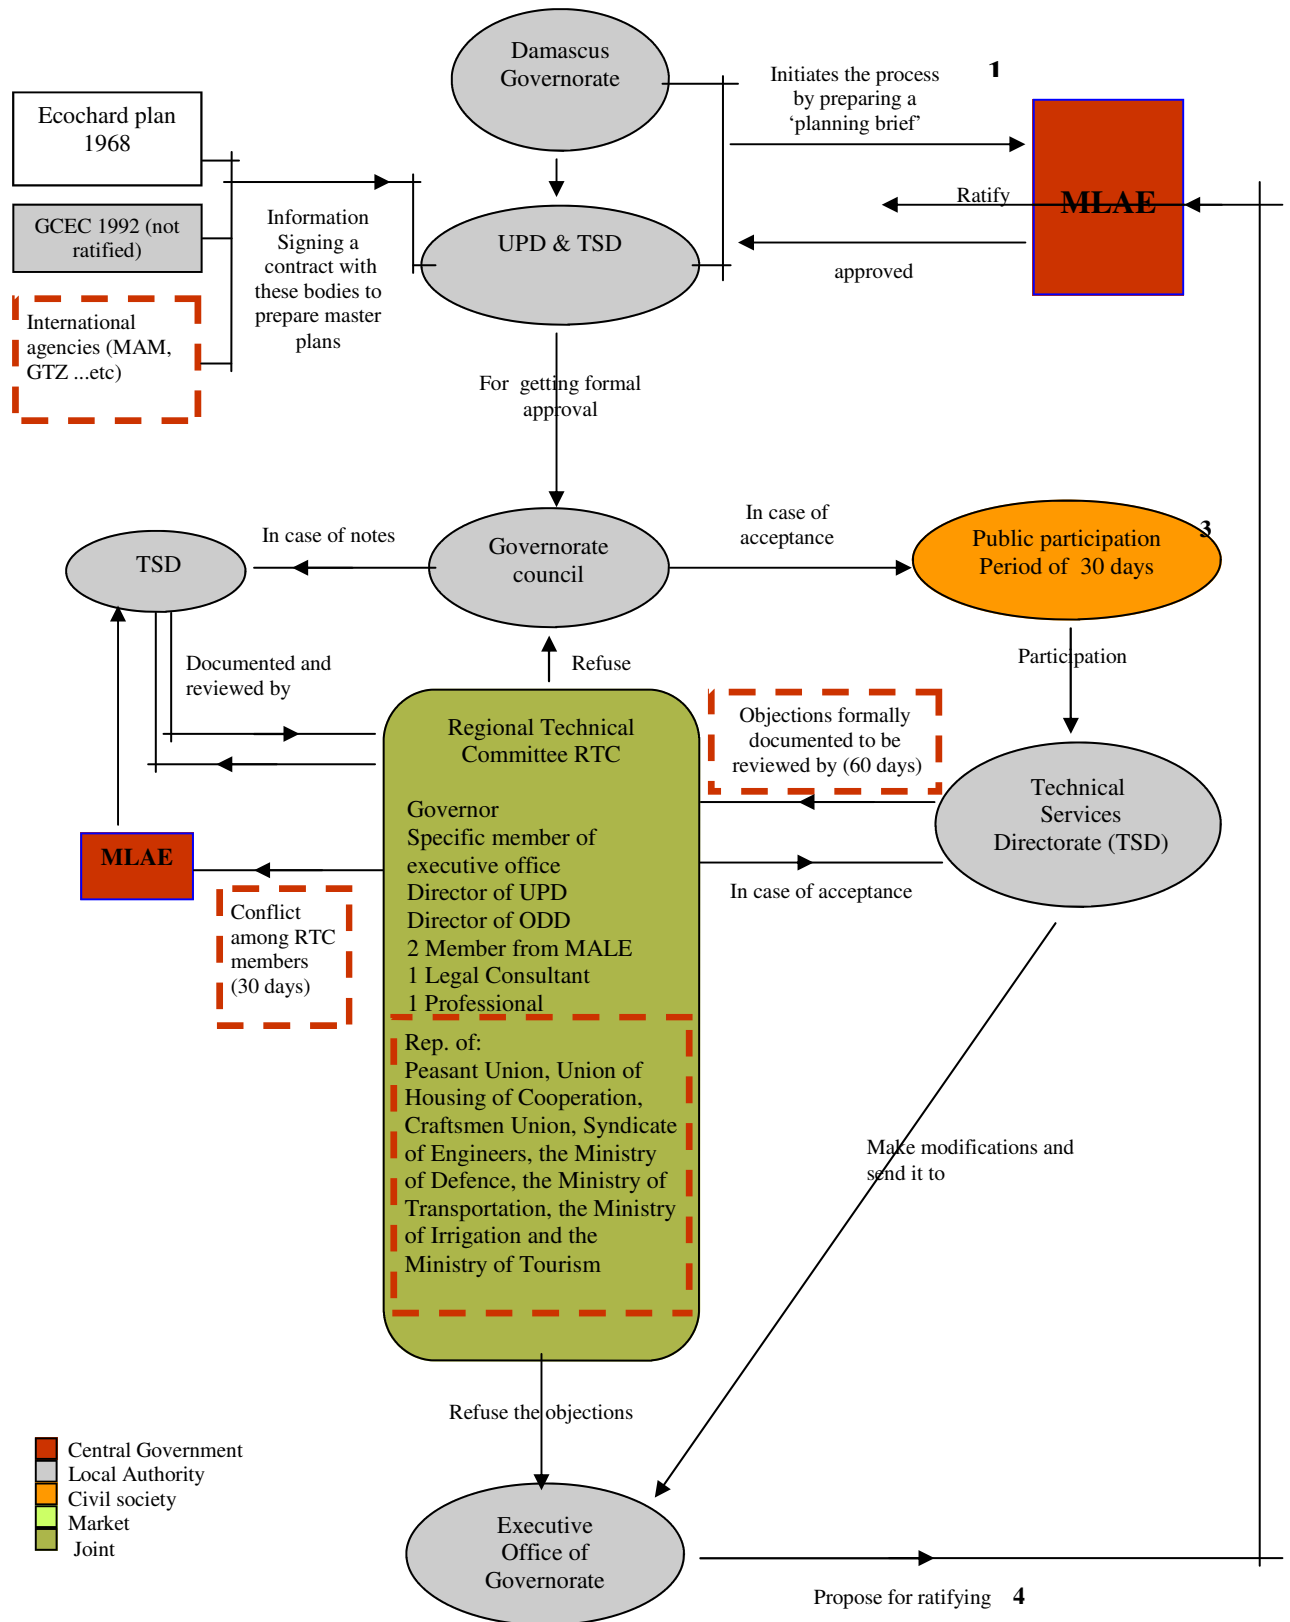 Damascus
Governorate
Initiates the process
by preparing a
‘planning brief’
1
Ecochard plan
1968
MLAE
Ratify
GCEC 1992 (not
ratified)
Information
Signing a
contract with
these bodies to
prepare master
plans
UPD & TSD
approved
International
agencies (MAM,
GTZ ...etc)
For getting formal
approval
TSD
In case of notes
Governorate
council
In case of
acceptance
Public participation
Period of 30 days
3
Documented and
reviewed by
Refuse
Participation
Regional Technical
Committee RTC
Governor
Specific member of
executive office
Director of UPD
Director of ODD
2 Member from MALE
1 Legal Consultant
1 Professional
Rep. of:
Peasant Union, Union of
Housing of Cooperation,
Craftsmen Union, Syndicate
of Engineers, the Ministry
of Defence, the Ministry of
Transportation, the Ministry
of Irrigation and the
Ministry of Tourism
Objections formally
documented to be
reviewed by (60 days)
Technical
Services
Directorate (TSD)
In case of acceptance
MLAE
Conflict
among RTC
members
(30 days)
Make modifications and
send it to
Refuse the objections
Central Government
Local Authority
Civil society
Market
Joint
Executive
Office of
Governorate
Propose for ratifying 4